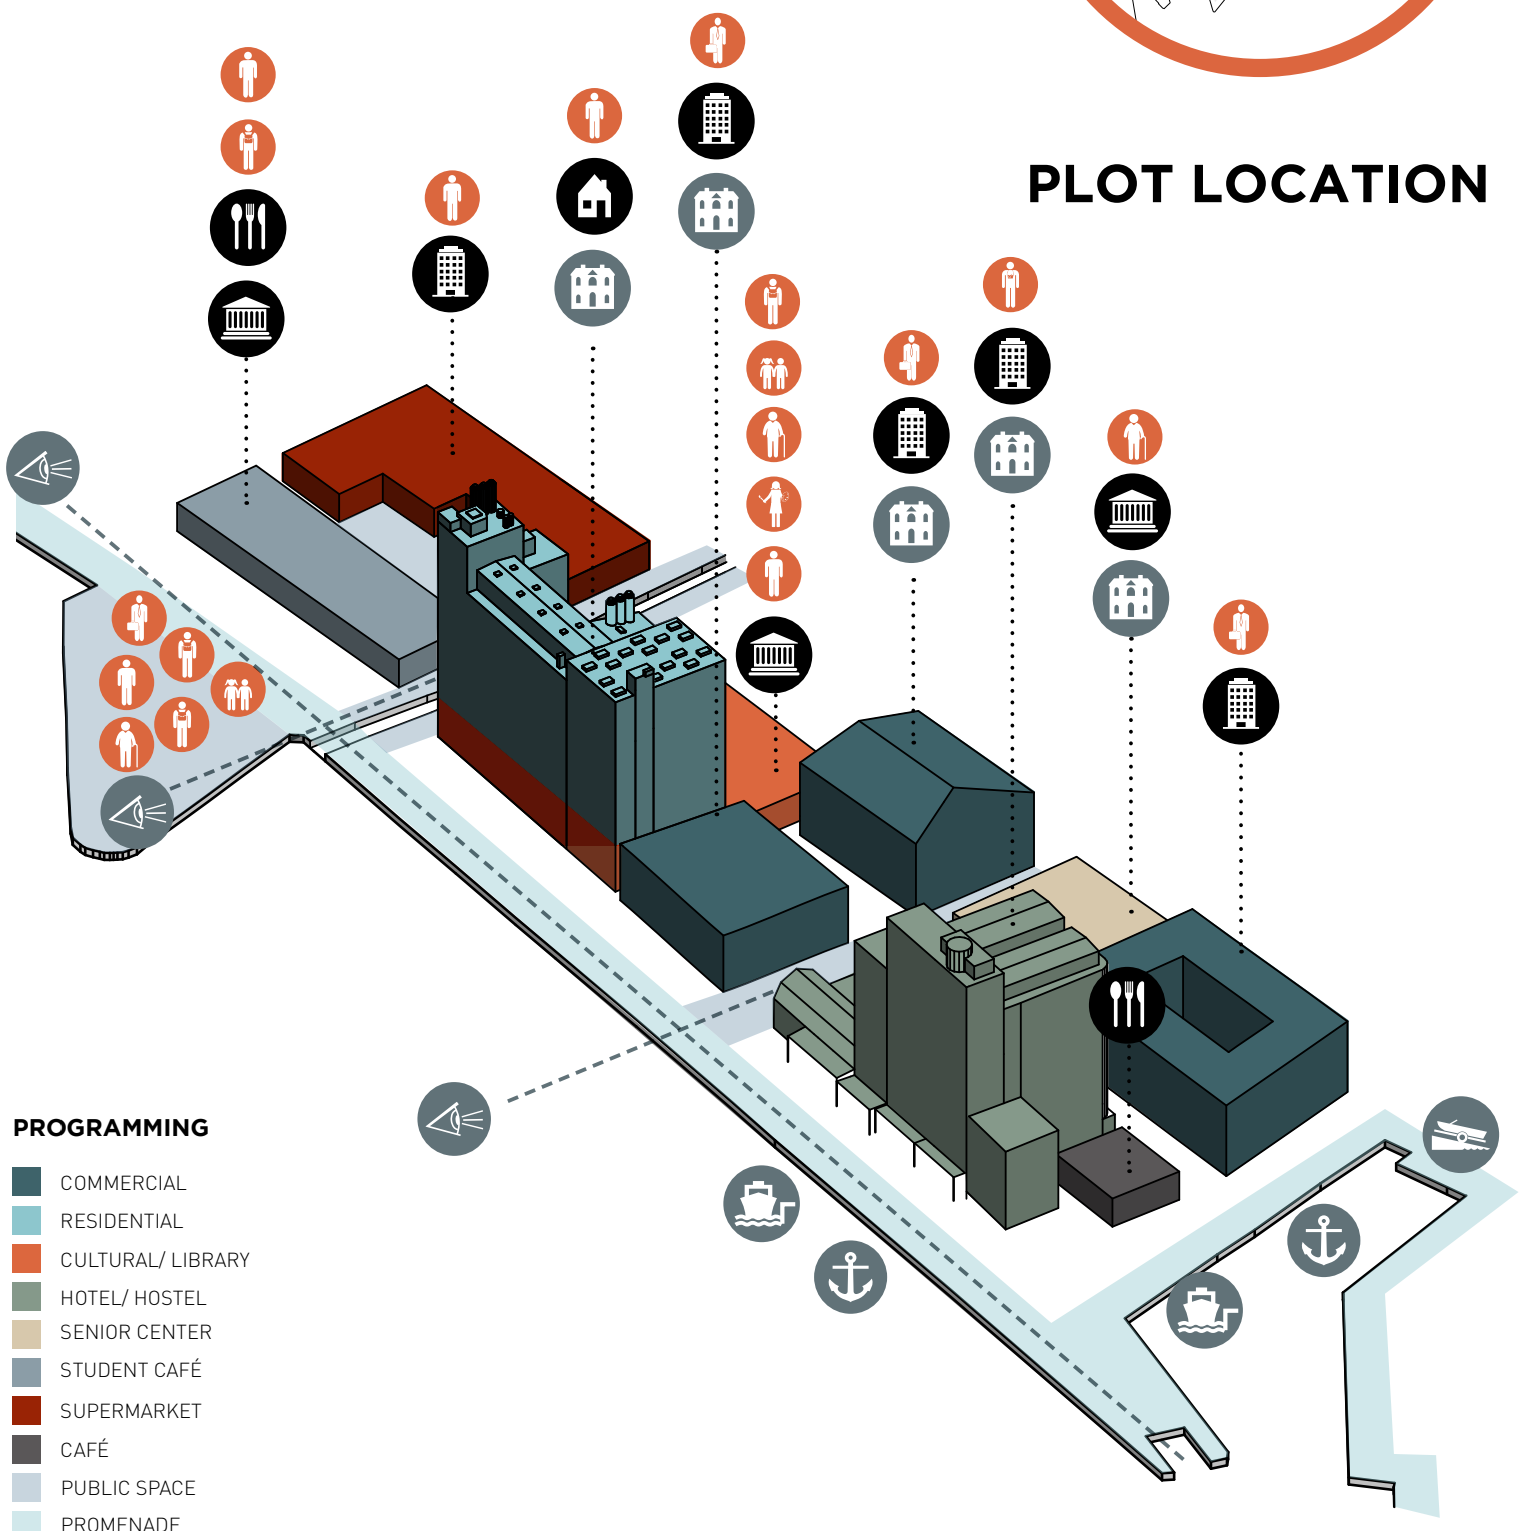 PLOT LOCATION
PROGRAMMING
COMMERCIAL
RESIDENTIAL
CULTURAL/ LIBRARY
HOTEL/ HOSTEL
SENIOR CENTER
STUDENT CAFÉ
SUPERMARKET
CAFÉ
PUBLIC SPACE
PROMENADE